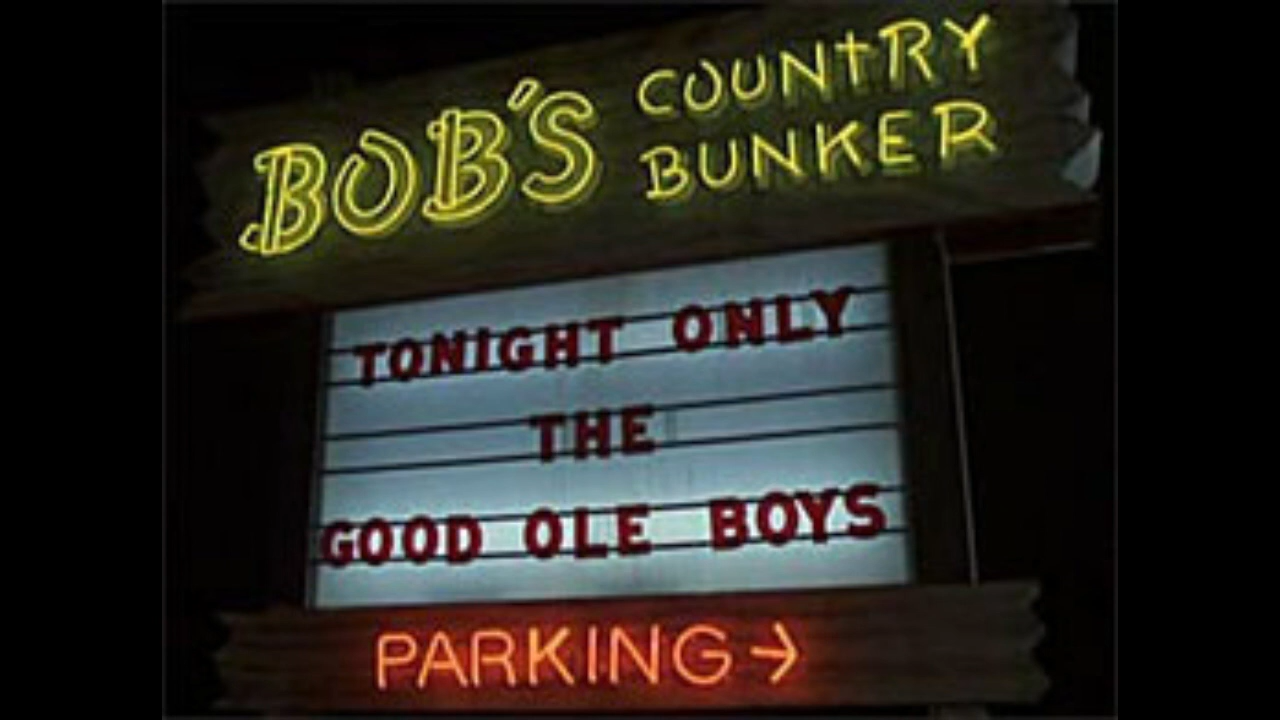 BOB'S COUNTRY
BUNKER
TONIGHT ONLY
THE
GOOD OLE BOYS
PARKING →